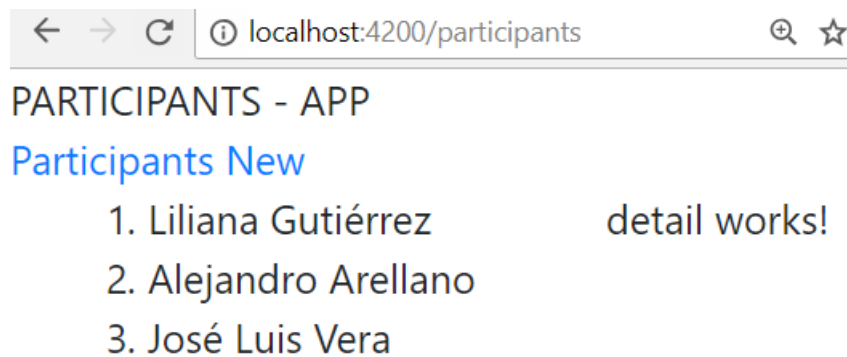 localhost:4200/participants
PARTICIPANTS - APP
Participants New
1. Liliana Gutiérrez detail works!
2. Alejandro Arellano
3. José Luis Vera